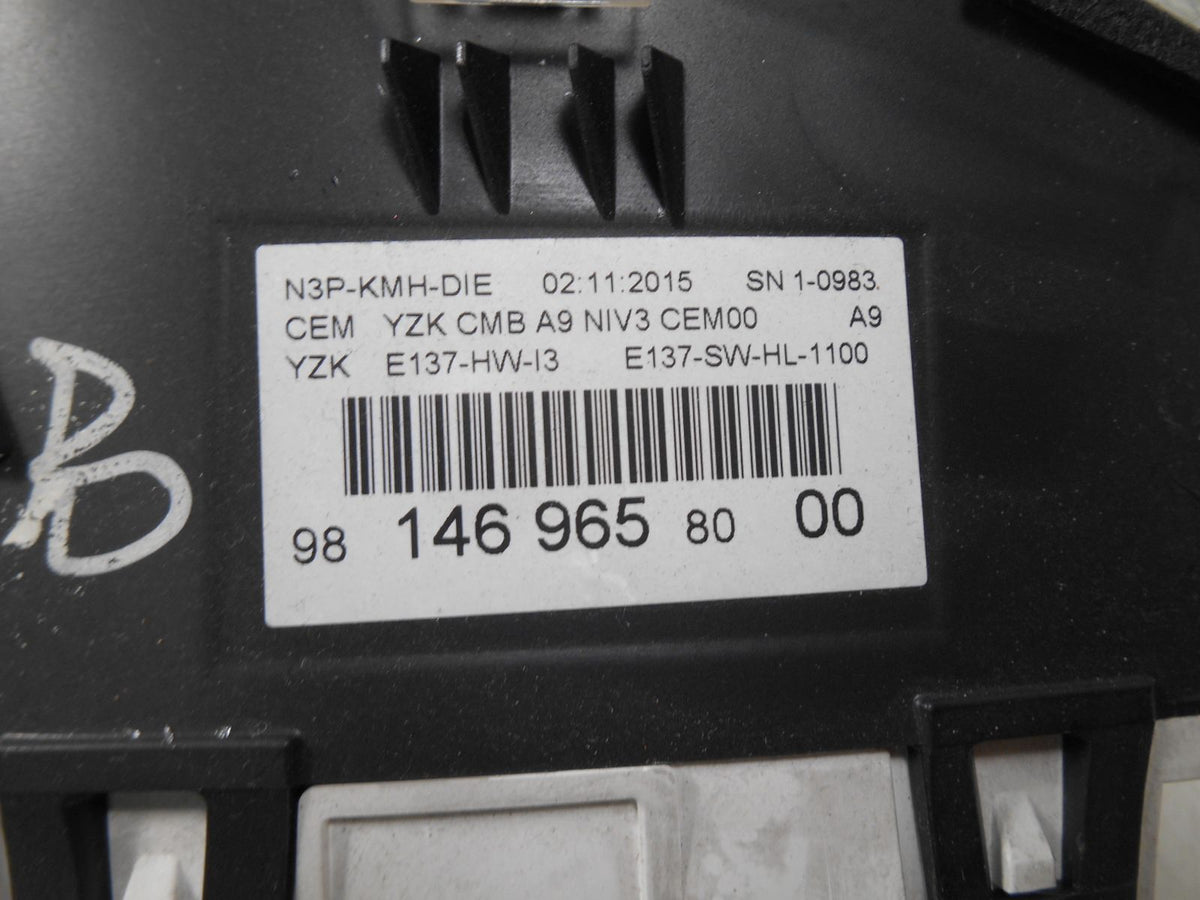 N3P-KMH-DIE 02:11:2015 SN 1-0983.
CEM YZK CMB A9 NIV3 CEM00 A9
YZK E137-HW-I3 E137-SW-HL-1100
98 146 965 80 00
B